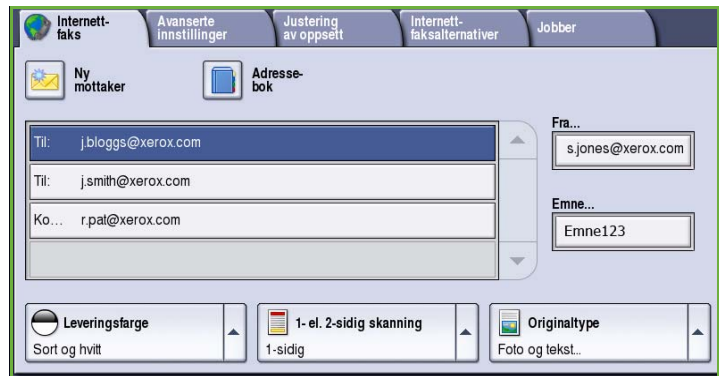 Internett-
faks
Avanserte
innstillinger
Justering
av oppsett
Internett-
faksalternativer
Jobber
Ny
mottaker
Adresse-
bok
Til: j.bloggs@xerox.com
Til: j.smith@xerox.com
Ko... r.pat@xerox.com
Fra...
s.jones@xerox.com
Emne...
Emne123
Leveringsfarge
Sort og hvitt
1- el. 2-sidig skanning
1-sidig
Originaltype
Foto og tekst...